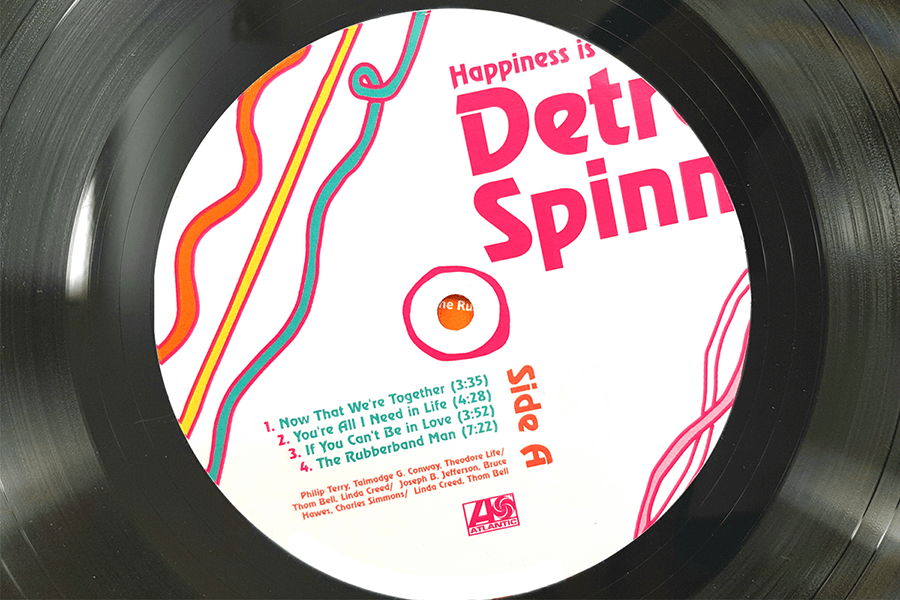 Happiness is
Detr
Spinn
he Ru
Side A
1. Now That We're Together (3:35)
2. You're All I Need in Life (4:28)
3. If You Can't Be in Love (3:52)
4. The Rubberband Man (7:22)
Philip Terry, Talmadge G. Conway, Theodore Life/
Thom Bell, Linda Creed/ Joseph B. Jefferson, Bruce
Hawes, Charles Simmons/ Linda Creed, Thom Bell
ATLANTIC